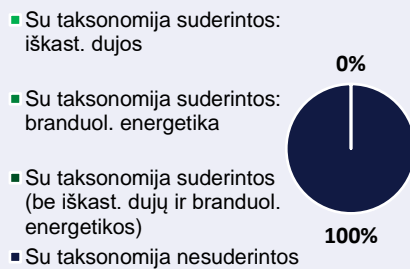 Su taksonomija suderintos:
iškast. dujos
Su taksonomija suderintos:
branduol. energetika
Su taksonomija suderintos
(be iškast. dujų ir branduol.
energetikos)
Su taksonomija nesuderintos
0%
100%